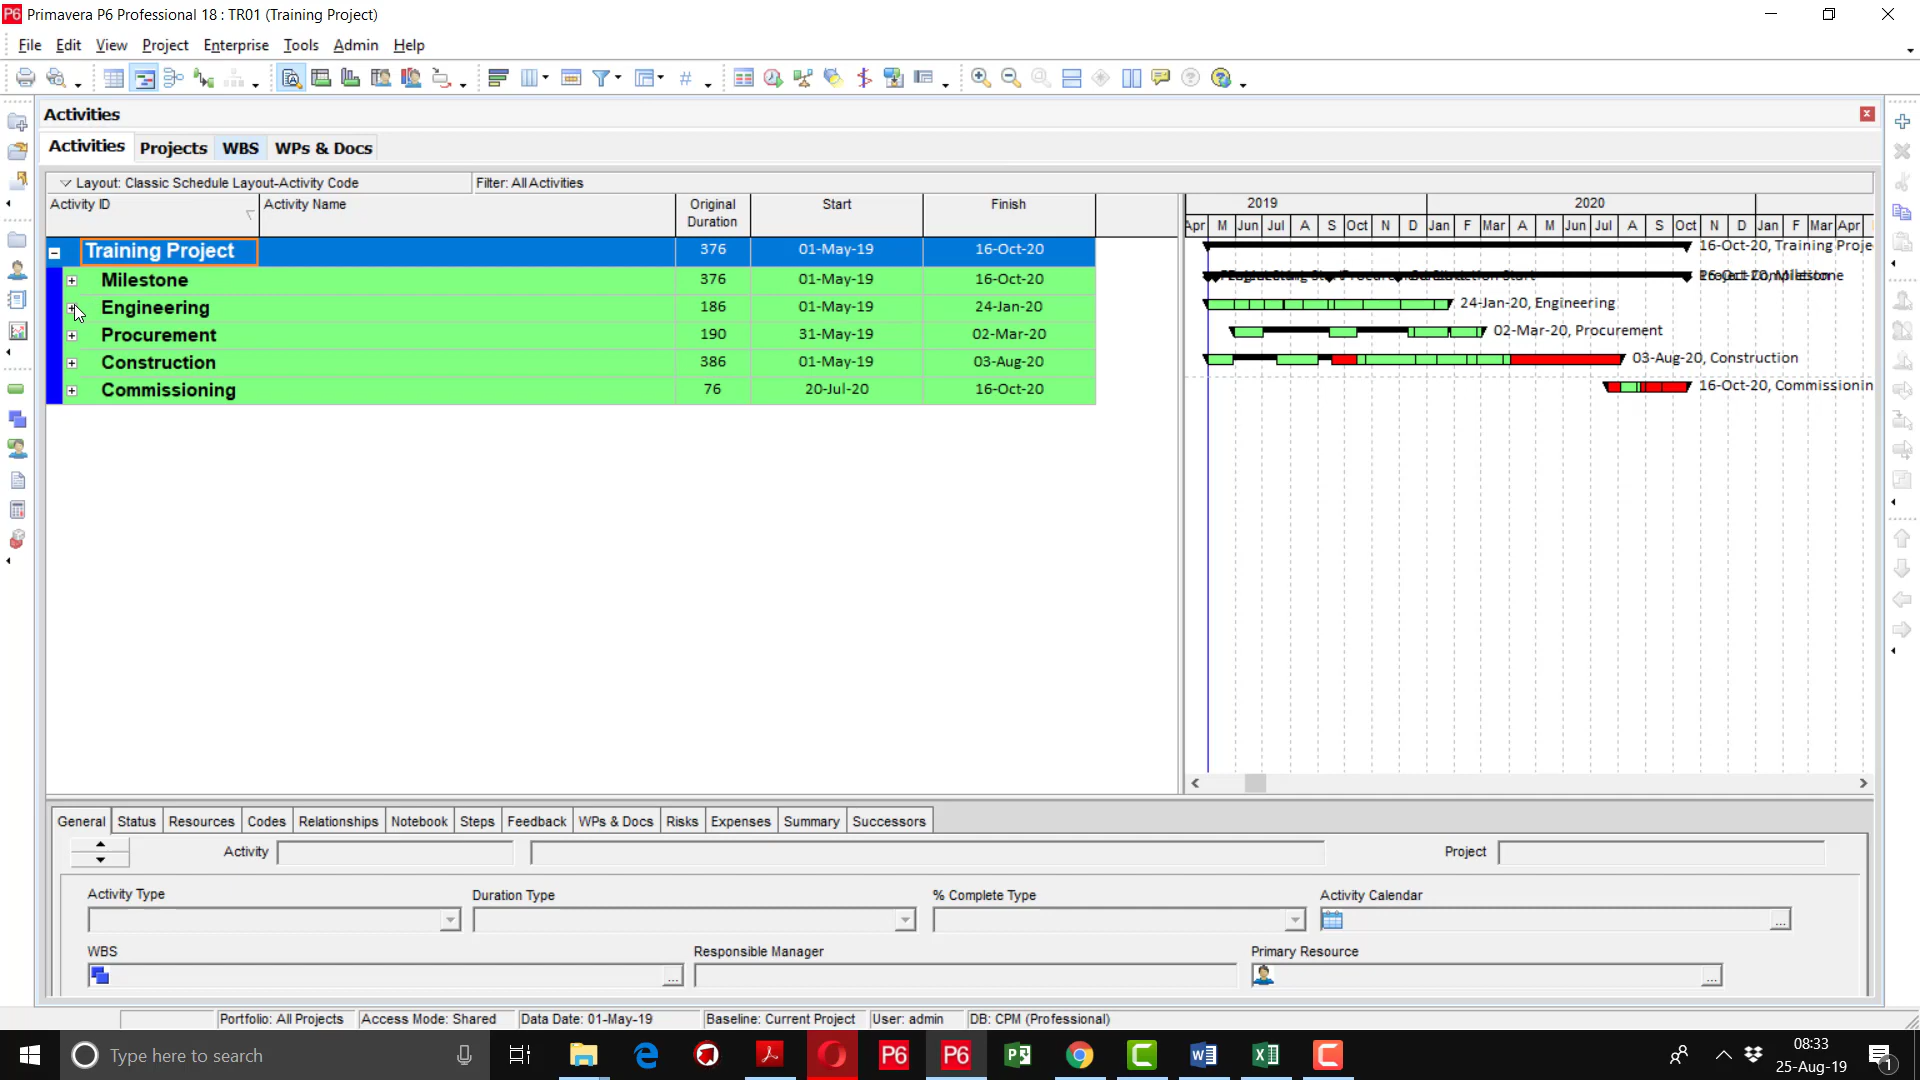 Primavera P6 Professional 18 : TR01 (Training Project)
File Edit View Project Enterprise Tools Admin Help
Activities
Activities Projects WBS WPs & Docs
Layout: Classic Schedule Layout-Activity Code Filter: All Activities
Activity ID Activity Name Original Duration Start Finish
2019 2020
Apr M Jun Jul A S Oct N D Jan F Mar A M Jun Jul A S Oct N D Jan F Mar Apr
Training Project 376 01-May-19 16-Oct-20 16-Oct-20, Training Proje
Milestone 376 01-May-19 16-Oct-20
Engineering 186 01-May-19 24-Jan-20 24-Jan-20, Engineering
Procurement 190 31-May-19 02-Mar-20 02-Mar-20, Procurement
Construction 386 01-May-19 03-Aug-20 03-Aug-20, Construction
Commissioning 76 20-Jul-20 16-Oct-20 16-Oct-20, Commissionin
General Status Resources Codes Relationships Notebook Steps Feedback WPs & Docs Risks Expenses Summary Successors
Activity Project
Activity Type Duration Type % Complete Type Activity Calendar
WBS Responsible Manager Primary Resource
Portfolio: All Projects Access Mode: Shared Data Date: 01-May-19 Baseline: Current Project User: admin DB: CPM (Professional)
Type here to search
08:33
25-Aug-19
1